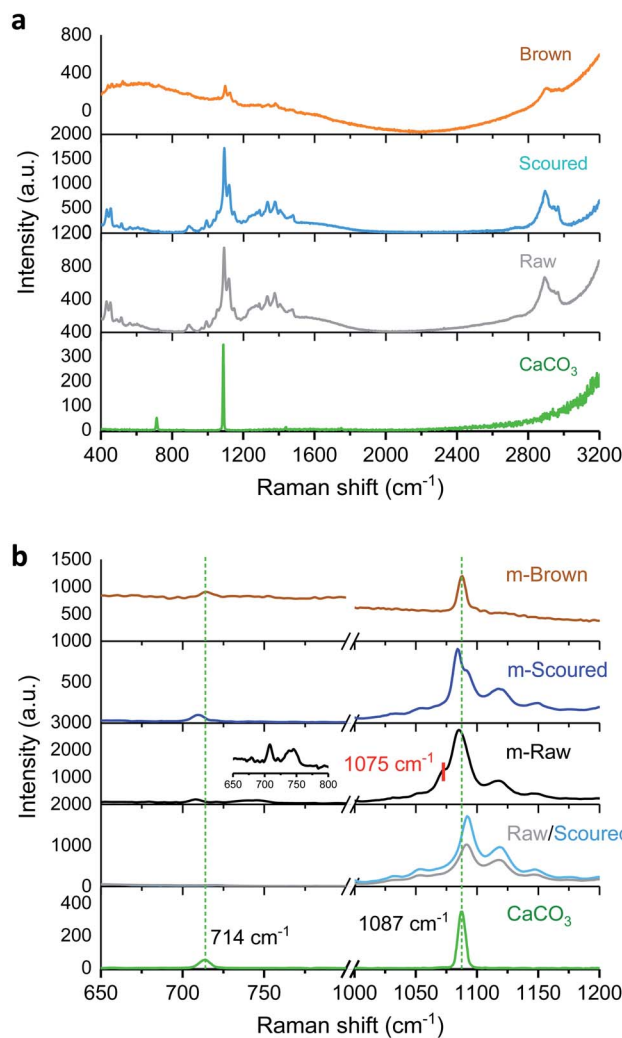 a
800
400
0
2000
Brown
1500
1000
500
1200
Scoured
800
400
400
Raw
300
200
100
0
CaCO3
Intensity (a.u.)
400 800 1200 1600 2000 2400 2800 3200
Raman shift (cm-1)
b
1500
1000
500
1000
m-Brown
500
3000
m-Scoured
2000
1000
2000
m-Raw
650 700 750 800
1075 cm-1
1000
0
Raw/Scoured
400
200
0
CaCO3
714 cm-1
1087 cm-1
Intensity (a.u.)
650 700 750 1000 1050 1100 1150 1200
Raman shift (cm-1)